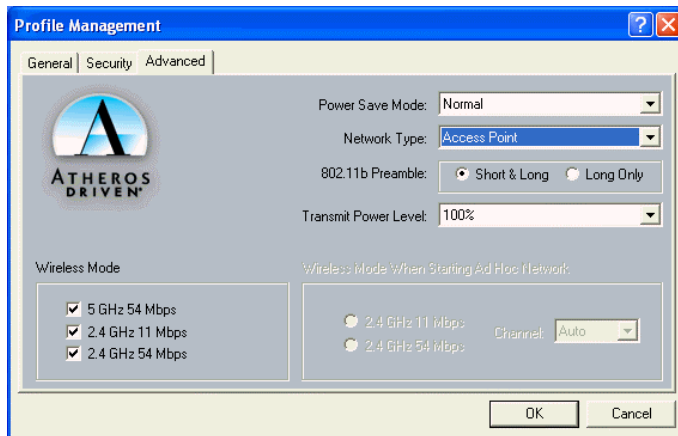 Profile Management
General Security Advanced
ATHEROS
DRIVEN
Power Save Mode: Normal
Network Type: Access Point
802.11b Preamble: Short & Long Long Only
Transmit Power Level: 100%
Wireless Mode
5 GHz 54 Mbps
2.4 GHz 11 Mbps
2.4 GHz 54 Mbps
Wireless Mode When Starting Ad Hoc Network
2.4 GHz 11 Mbps
2.4 GHz 54 Mbps
Channel: Auto
OK Cancel